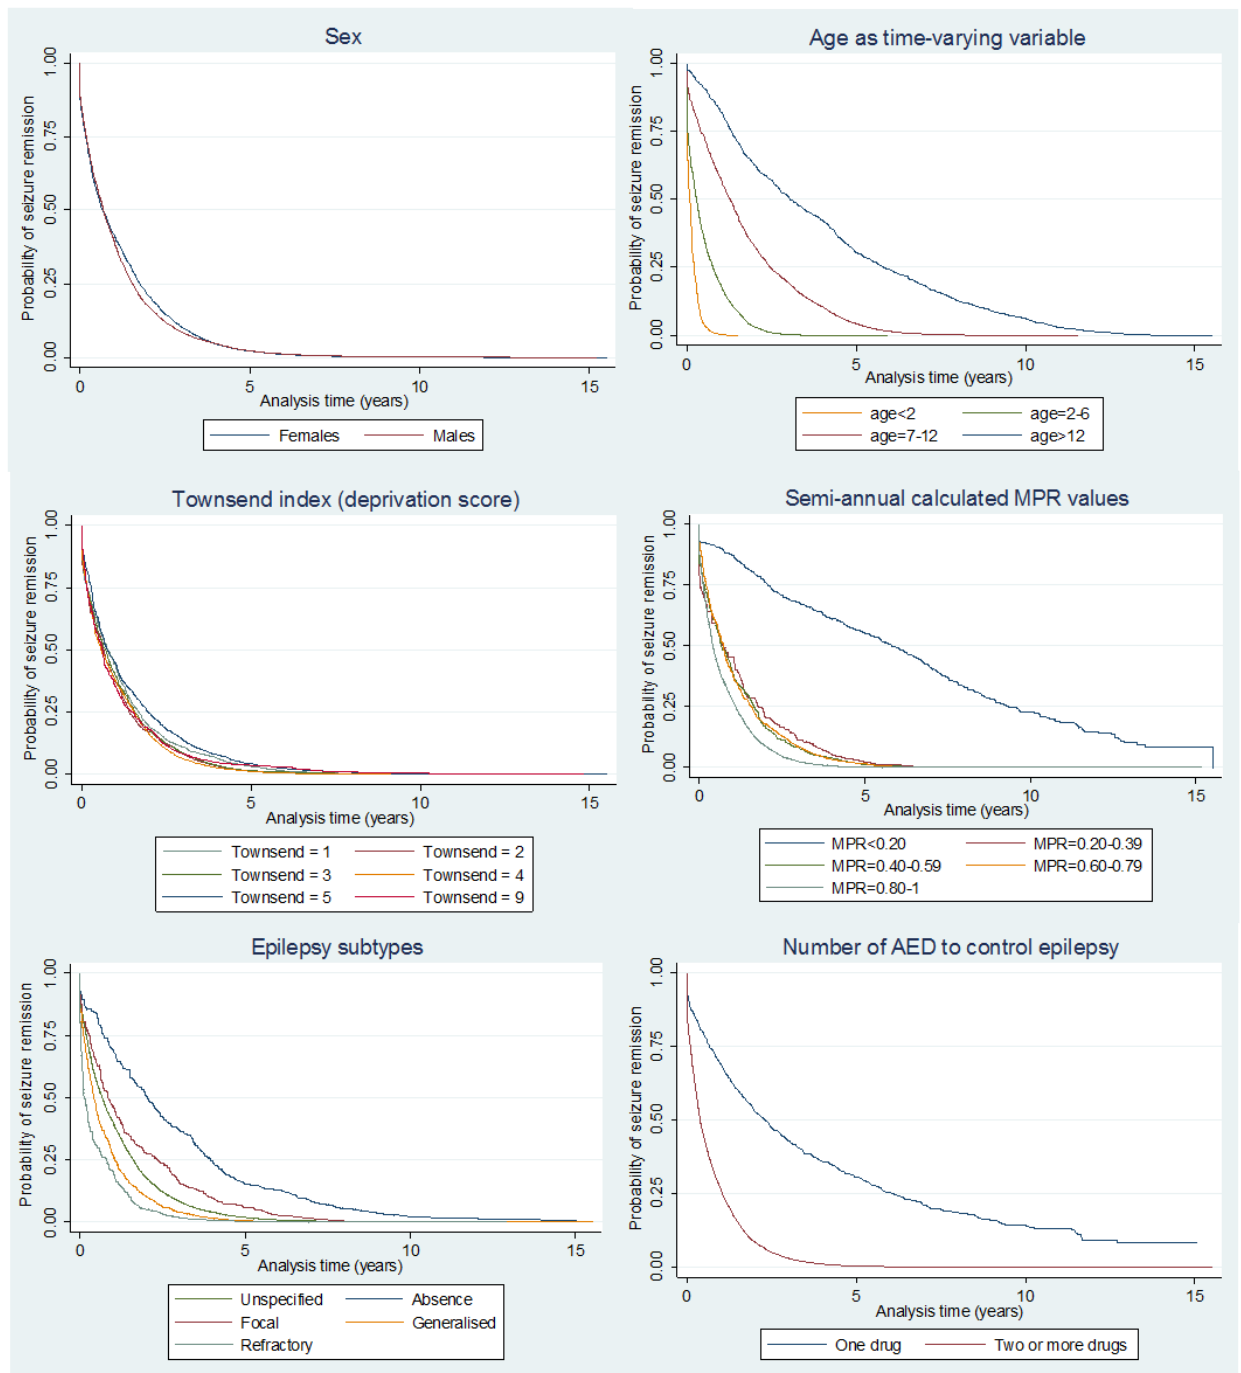 Sex
Probability of seizure remission
1.00
0.75
0.50
0.25
0.00
0 5 10 15
Analysis time (years)
Females Males
Age as time-varying variable
Probability of seizure remission
1.00
0.75
0.50
0.25
0.00
0 5 10 15
Analysis time (years)
age<2 age=2-6
age=7-12 age>12
Townsend index (deprivation score)
Probability of seizure remission
1.00
0.75
0.50
0.25
0.00
0 5 10 15
Analysis time (years)
Townsend = 1 Townsend = 2
Townsend = 3 Townsend = 4
Townsend = 5 Townsend = 9
Semi-annual calculated MPR values
Probability of seizure remission
1.00
0.75
0.50
0.25
0.00
0 5 10 15
Analysis time (years)
MPR<0.20 MPR=0.20-0.39
MPR=0.40-0.59 MPR=0.60-0.79
MPR=0.80-1
Epilepsy subtypes
Probability of seizure remission
1.00
0.75
0.50
0.25
0.00
0 5 10 15
Analysis time (years)
Unspecified Absence
Focal Generalised
Refractory
Number of AED to control epilepsy
Probability of seizure remission
1.00
0.75
0.50
0.25
0.00
0 5 10 15
Analysis time (years)
One drug Two or more drugs